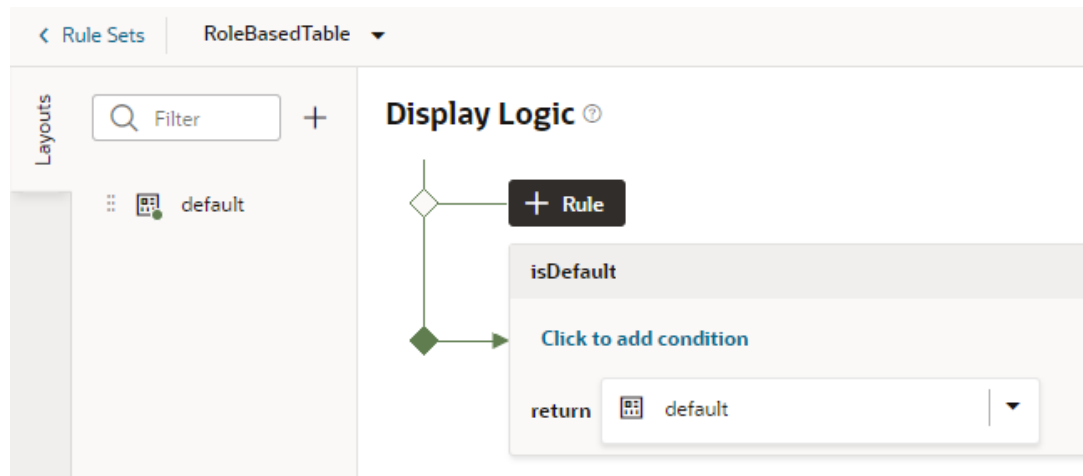 Rule Sets
RoleBasedTable
Layouts
Filter
Display Logic
default
Rule
isDefault
Click to add condition
return
default